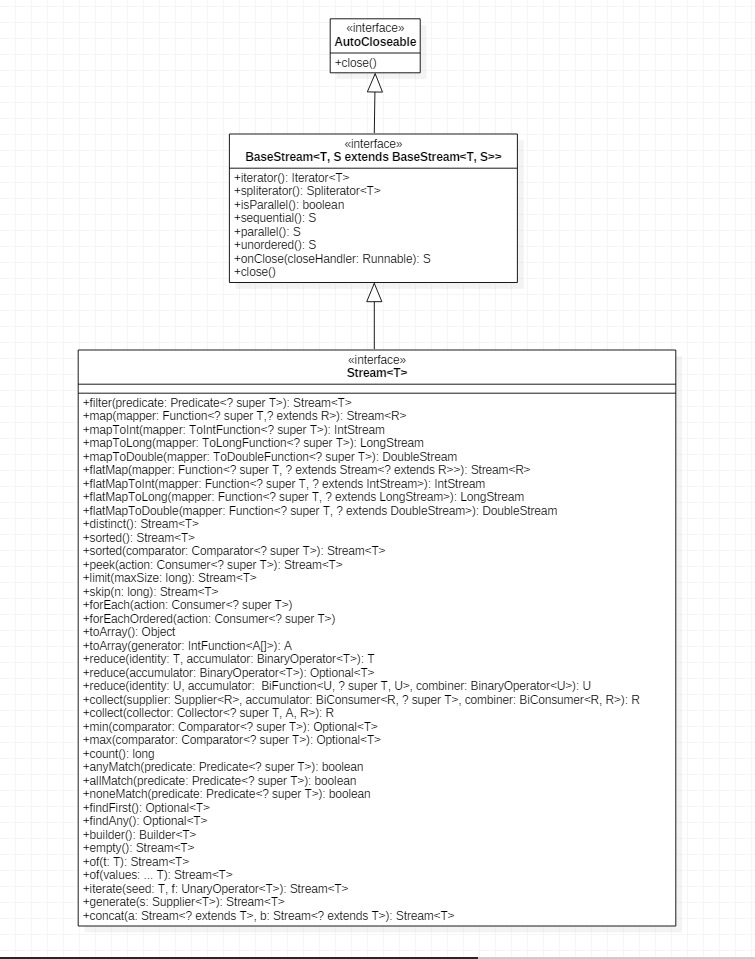 «interface»
AutoCloseable
+close()
«interface»
BaseStream<T, S extends BaseStream<T, S>>
+iterator(): Iterator<T>
+spliterator(): Spliterator<T>
+isParallel(): boolean
+sequential(): S
+parallel(): S
+unordered(): S
+onClose(closeHandler: Runnable): S
+close()
«interface»
Stream<T>
+filter(predicate: Predicate<? super T>): Stream<T>
+map(mapper: Function<? super T,? extends R>): Stream<R>
+mapToInt(mapper: ToIntFunction<? super T>): IntStream
+mapToLong(mapper: ToLongFunction<? super T>): LongStream
+mapToDouble(mapper: ToDoubleFunction<? super T>): DoubleStream
+flatMap(mapper: Function<? super T, ? extends Stream<? extends R>>): Stream<R>
+flatMapToInt(mapper: Function<? super T, ? extends IntStream>): IntStream
+flatMapToLong(mapper: Function<? super T, ? extends LongStream>): LongStream
+flatMapToDouble(mapper: Function<? super T, ? extends DoubleStream>): DoubleStream
+distinct(): Stream<T>
+sorted(): Stream<T>
+sorted(comparator: Comparator<? super T>): Stream<T>
+peek(action: Consumer<? super T>): Stream<T>
+limit(maxSize: long): Stream<T>
+skip(n: long): Stream<T>
+forEach(action: Consumer<? super T>)
+forEachOrdered(action: Consumer<? super T>)
+toArray(): Object
+toArray(generator: IntFunction<A[]>): A
+reduce(identity: T, accumulator: BinaryOperator<T>): T
+reduce(accumulator: BinaryOperator<T>): Optional<T>
+reduce(identity: U, accumulator:  BiFunction<U, ? super T, U>, combiner: BinaryOperator<U>): U
+collect(supplier: Supplier<R>, accumulator: BiConsumer<R, ? super T>, combiner: BiConsumer<R, R>): R
+collect(collector: Collector<? super T, A, R>): R
+min(comparator: Comparator<? super T>): Optional<T>
+max(comparator: Comparator<? super T>): Optional<T>
+count(): long
+anyMatch(predicate: Predicate<? super T>): boolean
+allMatch(predicate: Predicate<? super T>): boolean
+noneMatch(predicate: Predicate<? super T>): boolean
+findFirst(): Optional<T>
+findAny(): Optional<T>
+builder(): Builder<T>
+empty(): Stream<T>
+of(t: T): Stream<T>
+of(values: ... T): Stream<T>
+iterate(seed: T, f: UnaryOperator<T>): Stream<T>
+generate(s: Supplier<T>): Stream<T>
+concat(a: Stream<? extends T>, b: Stream<? extends T>): Stream<T>